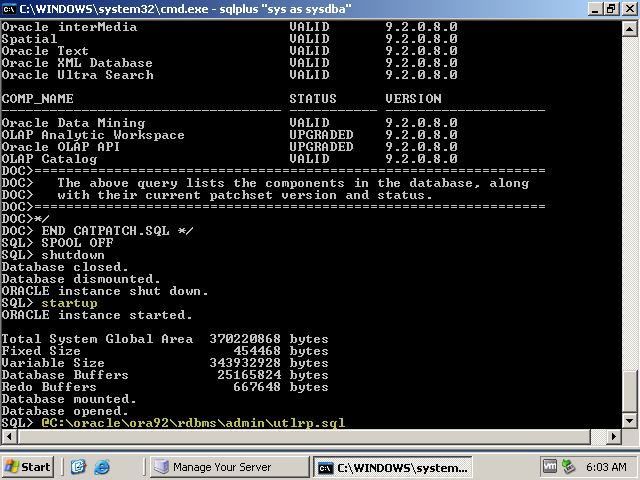 C:\WINDOWS\system32\cmd.exe - sqlplus "sys as sysdba"
Oracle interMedia VALID 9.2.0.8.0
Spatial VALID 9.2.0.8.0
Oracle Text VALID 9.2.0.8.0
Oracle XML Database VALID 9.2.0.8.0
Oracle Ultra Search VALID 9.2.0.8.0
COMP_NAME STATUS VERSION
----------------------------------- ------------ --------------------
Oracle Data Mining VALID 9.2.0.8.0
OLAP Analytic Workspace UPGRADED 9.2.0.8.0
Oracle OLAP API UPGRADED 9.2.0.8.0
OLAP Catalog VALID 9.2.0.8.0
DOC>================================================================
DOC> The above query lists the components in the database, along
DOC> with their current patchset version and status.
DOC>================================================================
DOC>*/
DOC> END CATPATCH.SQL */
SQL> SPOOL OFF
SQL> shutdown
Database closed.
Database dismounted.
ORACLE instance shut down.
SQL> startup
ORACLE instance started.
Total System Global Area 370220868 bytes
Fixed Size 454468 bytes
Variable Size 343932928 bytes
Database Buffers 25165824 bytes
Redo Buffers 667648 bytes
Database mounted.
Database opened.
SQL> @C:\oracle\ora92\rdbms\admin\utlrp.sql
Start Manage Your Server C:\WINDOWS\system... vm 6:03 AM